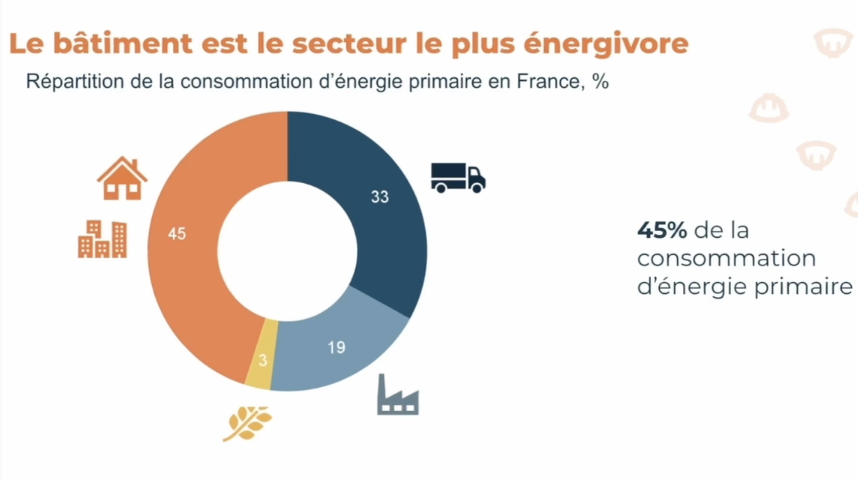 Le bâtiment est le secteur le plus énergivore
Répartition de la consommation d'énergie primaire en France, %
33
45
19
3
45% de la
consommation
d'énergie primaire